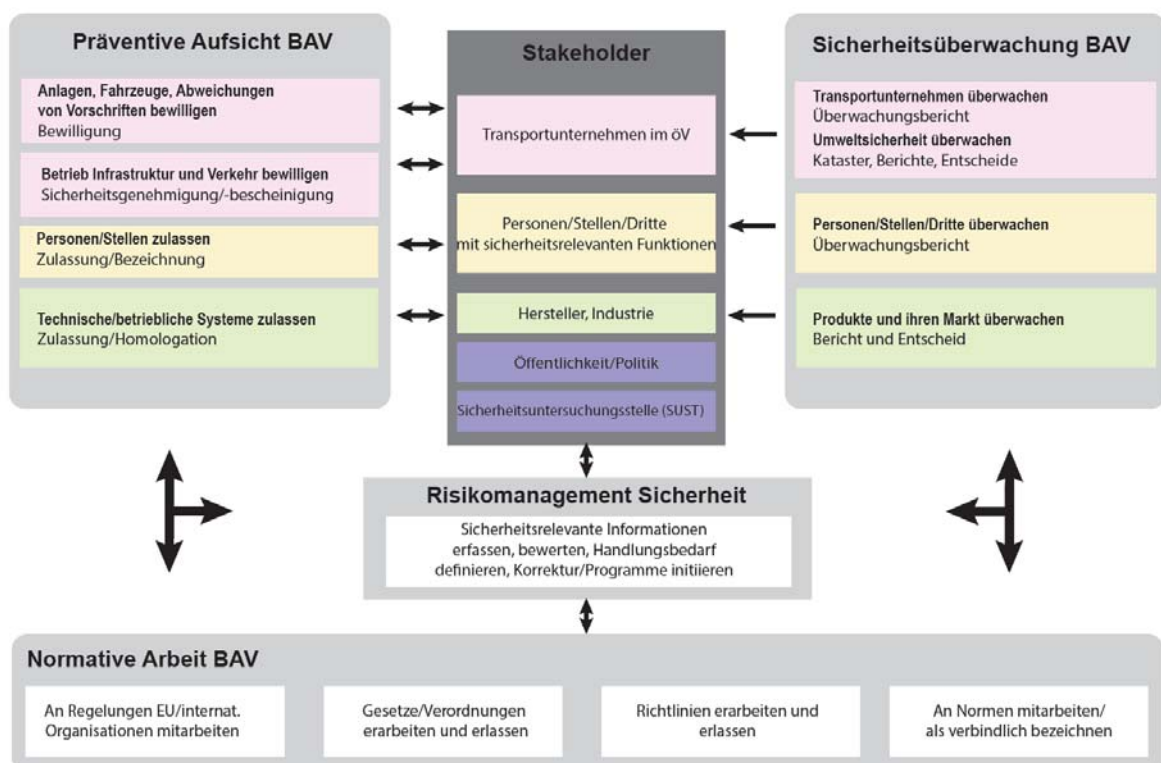 Präventive Aufsicht BAV
Anlagen, Fahrzeuge, Abweichungen
von Vorschriften bewilligen
Bewilligung
Betrieb Infrastruktur und Verkehr bewilligen
Sicherheitsgenehmigung/-bescheinigung
Personen/Stellen zulassen
Zulassung/Bezeichnung
Technische/betriebliche Systeme zulassen
Zulassung/Homologation
Stakeholder
Transportunternehmen im öV
Personen/Stellen/Dritte
mit sicherheitsrelevanten Funktionen
Hersteller, Industrie
Öffentlichkeit/Politik
Sicherheitsuntersuchungsstelle (SUST)
Sicherheitsüberwachung BAV
Transportunternehmen überwachen
Überwachungsbericht
Umweltsicherheit überwachen
Kataster, Berichte, Entscheide
Personen/Stellen/Dritte überwachen
Überwachungsbericht
Produkte und ihren Markt überwachen
Bericht und Entscheid
Risikomanagement Sicherheit
Sicherheitsrelevante Informationen
erfassen, bewerten, Handlungsbedarf
definieren, Korrektur/Programme initiieren
Normative Arbeit BAV
An Regelungen EU/internat.
Organisationen mitarbeiten
Gesetze/Verordnungen
erarbeiten und erlassen
Richtlinien erarbeiten und
erlassen
An Normen mitarbeiten/
als verbindlich bezeichnen